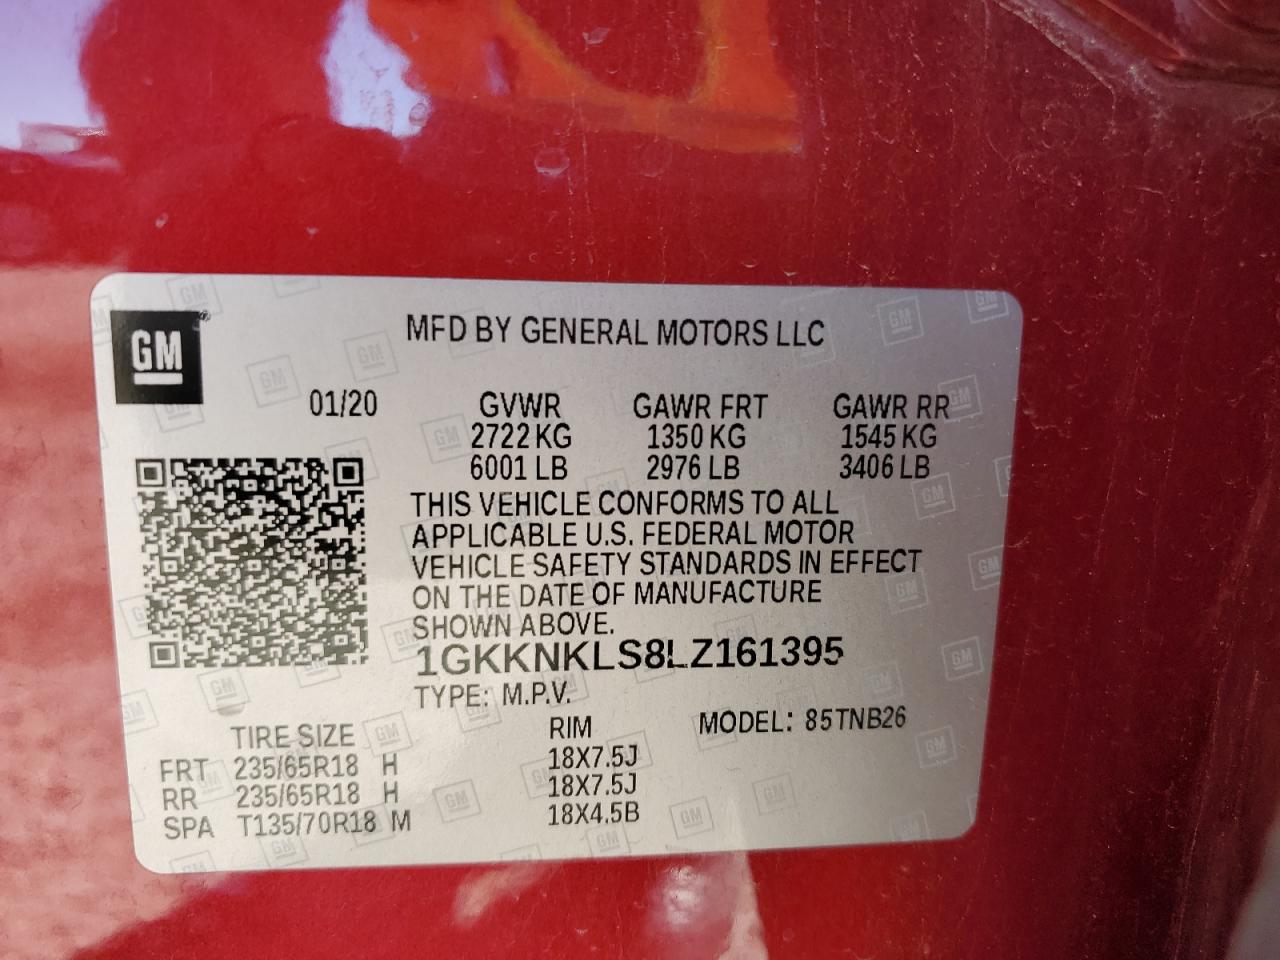 GM
MFD BY GENERAL MOTORS LLC
01/20 GVWR GAWR FRT GAWR RR
2722 KG 1350 KG 1545 KG
6001 LB 2976 LB 3406 LB
THIS VEHICLE CONFORMS TO ALL
APPLICABLE U.S. FEDERAL MOTOR
VEHICLE SAFETY STANDARDS IN EFFECT
ON THE DATE OF MANUFACTURE
SHOWN ABOVE.
1GKKNKLS8LZ161395
TYPE: M.P.V.
TIRE SIZE RIM MODEL: 85TNB26
FRT 235/65R18 H 18X7.5J
RR 235/65R18 H 18X7.5J
SPA T135/70R18 M 18X4.5B